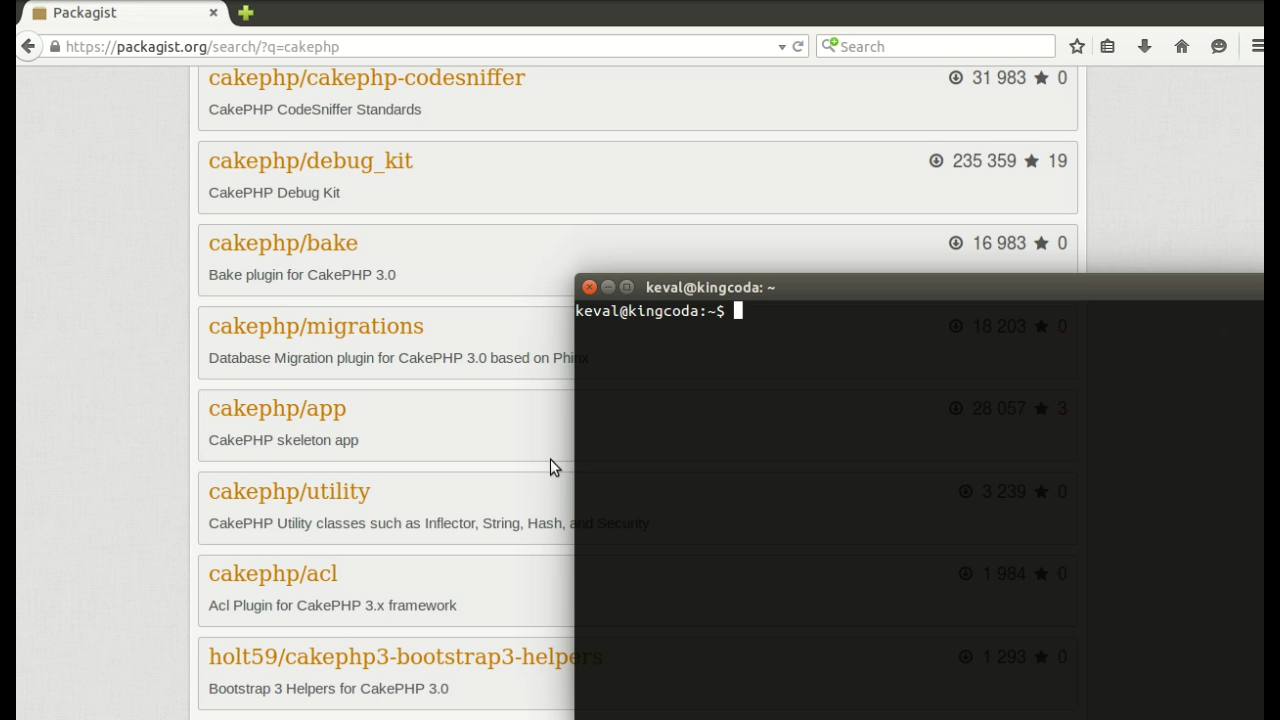 Packagist
https://packagist.org/search/?q=cakephp
Search
cakephp/cakephp-codesniffer 31 983 0
CakePHP CodeSniffer Standards
cakephp/debug_kit 235 359 19
CakePHP Debug Kit
cakephp/bake 16 983 0
Bake plugin for CakePHP 3.0
keval@kingcoda: ~
keval@kingcoda:~$
cakephp/migrations 18 203 0
Database Migration plugin for CakePHP 3.0 based on Phinx
cakephp/app 28 057 3
CakePHP skeleton app
cakephp/utility 3 239 0
CakePHP Utility classes such as Inflector, String, Hash, and Security
cakephp/acl 1 984 0
Acl Plugin for CakePHP 3.x framework
holt59/cakephp3-bootstrap3-helpers 1 293 0
Bootstrap 3 Helpers for CakePHP 3.0